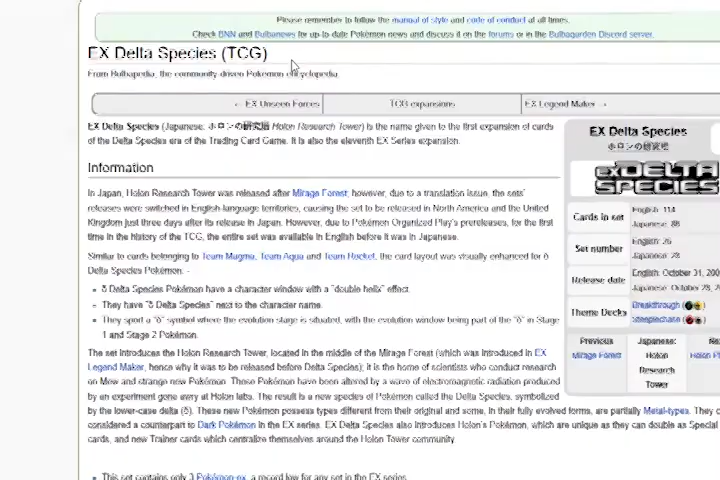 Please remember to follow the manual of style and code of conduct at all times.
Check BNN and Bulbanews for up-to-date Pokémon news and discuss it on the forums or in the Bulbagarden Discord server.
EX Delta Species (TCG)
From Bulbapedia, the community-driven Pokémon encyclopedia.
← EX Unseen Forces
TCG expansions
EX Legend Maker →
EX Delta Species (Japanese: ホロンの研究塔 Holon Research Tower) is the name given to the first expansion of cards
of the Delta Species era of the Trading Card Game. It is also the eleventh EX Series expansion.
Information
In Japan, Holon Research Tower was released after Mirage Forest; however, due to a translation issue, the sets'
releases were switched in English-language territories, causing the set to be released in North America and the United
Kingdom just three days after its release in Japan. However, due to Pokémon Organized Play's prereleases, for the first
time in the history of the TCG, the entire set was available in English before it was in Japanese.
Similar to cards belonging to Team Magma, Team Aqua and Team Rocket, the card layout was visually enhanced for δ
Delta Species Pokémon: -
δ Delta Species Pokémon have a character window with a "double helix" effect.
They have "δ Delta Species" next to the character name.
They sport a "δ" symbol where the evolution stage is situated, with the evolution window being part of the "δ" in Stage
1 and Stage 2 Pokémon.
The set introduces the Holon Research Tower, located in the middle of the Mirage Forest (which was introduced in EX
Legend Maker, hence why it was to be released before Delta Species); it is the home of scientists who conduct research
on Mew and strange new Pokémon. These Pokémon have been altered by a wave of electromagnetic radiation produced
by an experiment gone awry at Holon labs. The result is a new species of Pokémon called the Delta Species, symbolized
by the lower-case delta (δ). These new Pokémon possess types different from their original and some, in their fully evolved forms, are partially Metal-types. They c
considered a counterpart to Dark Pokémon in the EX series. EX Delta Species also introduces Holon's Pokémon, which are unique as they can double as Special
cards, and new Trainer cards which centralize themselves around the Holon Tower community.
This set contains only 3 Pokémon-ex, a record low for any set in the EX series.
EX Delta Species
ホロンの研究塔
EX DELTA
SPECIES
Cards in set
English: 114
Japanese: 86
Set number
English: 26
Japanese: 28
Release date
English: October 31, 200
Japanese: October 28, 2
Theme Decks
Breakthrough
Steeplechase
Previous
Mirage Forest
Japanese:
Holon
Research
Tower
Ne
Holon P